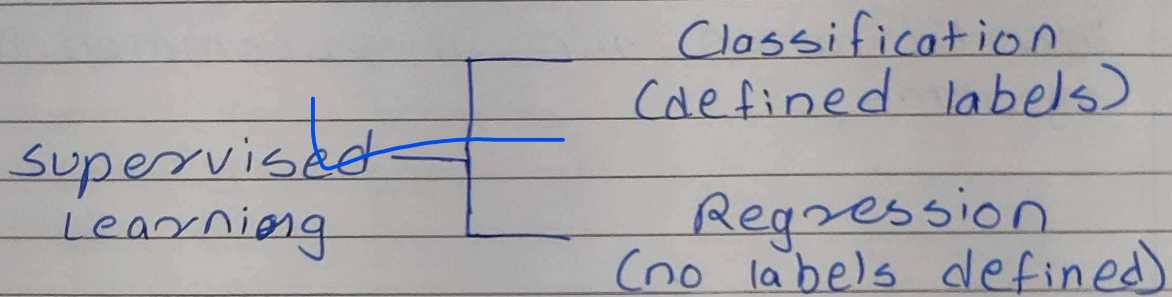 Classification
(defined labels)
supervised
Learning
Regression
(no labels defined)